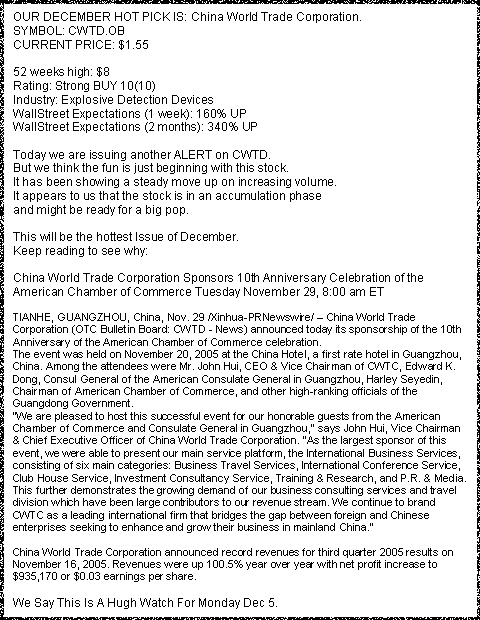 OUR DECEMBER HOT PICK IS: China World Trade Corporation.
SYMBOL: CWTD.OB
CURRENT PRICE: $1.55
52 weeks high: $8
Rating: Strong BUY 10(10)
Industry: Explosive Detection Devices
WallStreet Expectations (1 week): 160% UP
WallStreet Expectations (2 months): 340% UP
Today we are issuing another ALERT on CWTD.
But we think the fun is just beginning with this stock.
It has been showing a steady move up on increasing volume.
It appears to us that the stock is in an accumulation phase
and might be ready for a big pop.
This will be the hottest Issue of December.
Keep reading to see why:
China World Trade Corporation Sponsors 10th Anniversary Celebration of the
American Chamber of Commerce Tuesday November 29, 8:00 am ET
TIANHE, GUANGZHOU, China, Nov. 29 /Xinhua-PRNewswire/ – China World Trade
Corporation (OTC Bulletin Board: CWTD - News) announced today its sponsorship of the 10th
Anniversary of the American Chamber of Commerce celebration.
The event was held on November 20, 2005 at the China Hotel, a first rate hotel in Guangzhou,
China. Among the attendees were Mr. John Hui, CEO & Vice Chairman of CWTC, Edward K.
Dong, Consul General of the American Consulate General in Guangzhou, Harley Seyedin,
Chairman of American Chamber of Commerce, and other high-ranking officials of the
Guangdong Government.
"We are pleased to host this successful event for our honorable guests from the American
Chamber of Commerce and Consulate General in Guangzhou," says John Hui, Vice Chairman
& Chief Executive Officer of China World Trade Corporation. "As the largest sponsor of this
event, we were able to present our main service platform, the International Business Services,
consisting of six main categories: Business Travel Services, International Conference Service,
Club House Service, Investment Consultancy Service, Training & Research, and P.R. & Media.
This further demonstrates the growing demand of our business consulting services and travel
division which have been large contributors to our revenue stream. We continue to brand
CWTC as a leading international firm that bridges the gap between foreign and Chinese
enterprises seeking to enhance and grow their business in mainland China."
China World Trade Corporation announced record revenues for third quarter 2005 results on
November 16, 2005. Revenues were up 100.5% year over year with net profit increase to
$935,170 or $0.03 earnings per share.
We Say This Is A Hugh Watch For Monday Dec 5.